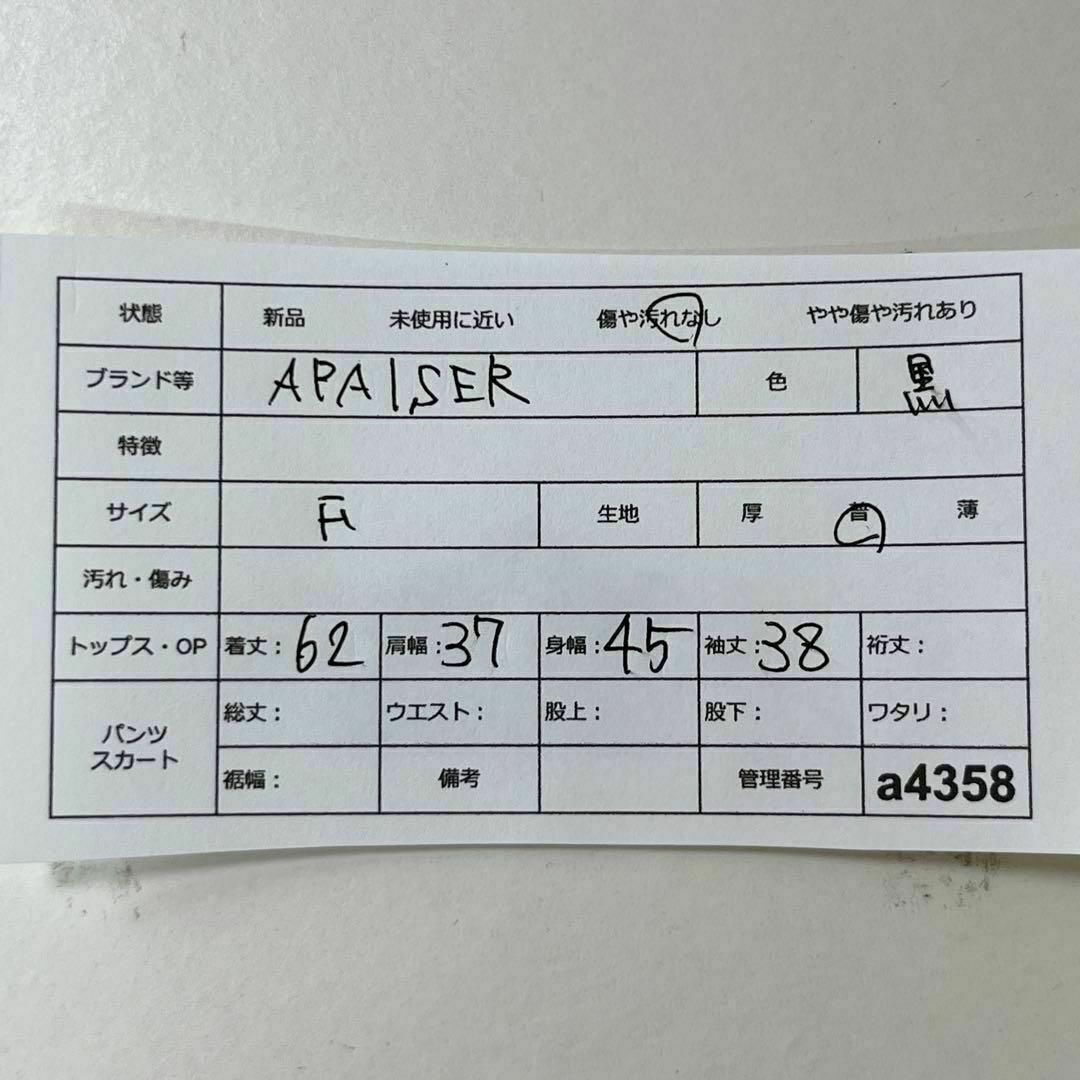 状態 新品 未使用に近い 傷や汚れなし やや傷や汚れあり
ブランド等 APAISER 色 黒
特徴
サイズ F 生地 厚 普 薄
汚れ・傷み
トップス・OP 着丈:62 肩幅:37 身幅:45 袖丈:38 裄丈:
パンツ
スカート
総丈: ウエスト: 股上: 股下: ワタリ:
裾幅: 備考 管理番号 a4358